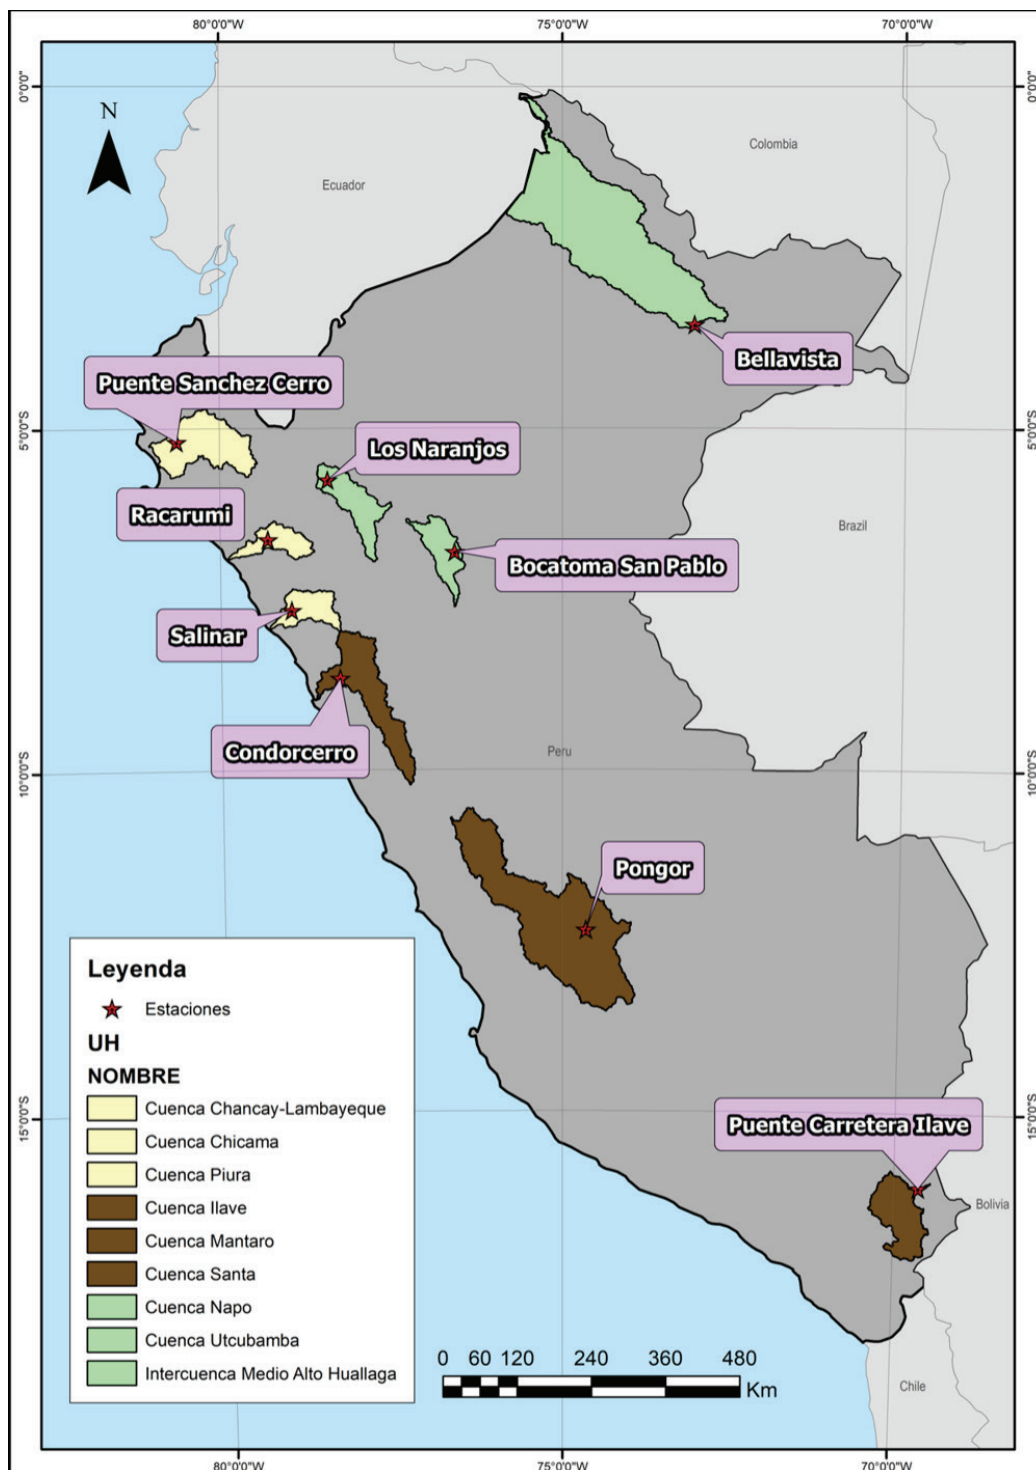 80°0'0"W
75°0'0"W
70°0'0"W
0°0'0"
0°0'0"
N
Colombia
Ecuador
Bellavista
Puente Sanchez Cerro
5°0'0"S
5°0'0"S
Los Naranjos
Racarumi
Brazil
Bocatoma San Pablo
Salinar
Condorcerro
Peru
10°0'0"S
10°0'0"S
Pongor
Leyenda
Estaciones
UH
NOMBRE
Cuenca Chancay-Lambayeque
Cuenca Chicama
Cuenca Piura
Cuenca Ilave
Cuenca Mantaro
Cuenca Santa
Cuenca Napo
Cuenca Utcubamba
Intercuenca Medio Alto Huallaga
15°0'0"S
15°0'0"S
Puente Carretera Ilave
Bolivia
0 60 120 240 360 480
Km
Chile
80°0'0"W
75°0'0"W
70°0'0"W